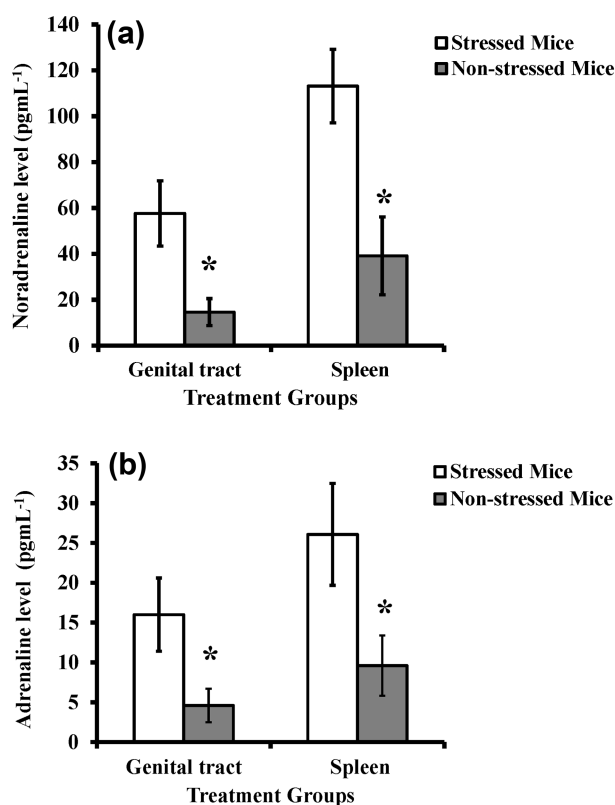 (a)
Stressed Mice
Non-stressed Mice
Noradrenaline level (pgmL⁻¹)
140
120
100
80
60
40
20
0
*
*
Genital tract Spleen
Treatment Groups
(b)
Stressed Mice
Non-stressed Mice
Adrenaline level (pgmL⁻¹)
35
30
25
20
15
10
5
0
*
*
Genital tract Spleen
Treatment Groups